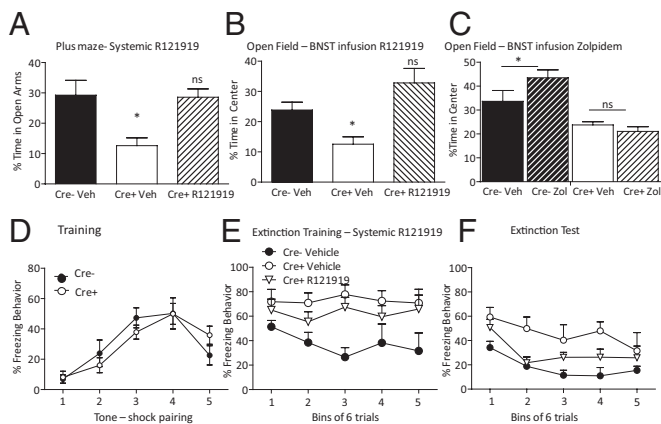 A
Plus maze- Systemic R121919
% Time in Open Arms
40
30
20
10
0
*
ns
Cre- Veh
Cre+ Veh
Cre+ R121919
B
Open Field – BNST infusion R121919
% Time in Center
40
30
20
10
0
*
ns
Cre- Veh
Cre+ Veh
Cre+ R121919
C
Open Field – BNST infusion Zolpidem
%Time in Center
50
40
30
20
10
0
*
ns
Cre- Veh
Cre- Zol
Cre+ Veh
Cre+ Zol
D
Training
% Freezing Behavior
80
60
40
20
0
Cre-
Cre+
1 2 3 4 5
Tone – shock pairing
E
Extinction Training – Systemic R121919
Cre- Vehicle
Cre+ Vehicle
Cre+ R121919
% Freezing Behavior
100
80
60
40
20
0
1 2 3 4 5
Bins of 6 trials
F
Extinction Test
% Freezing Behavior
100
80
60
40
20
0
1 2 3 4 5
Bins of 6 trials